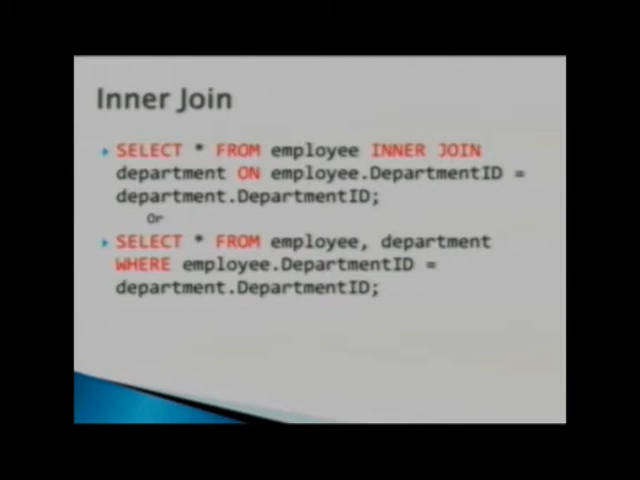 Inner Join
SELECT * FROM employee INNER JOIN
department ON employee.DepartmentID =
department.DepartmentID;
Or
SELECT * FROM employee, department
WHERE employee.DepartmentID =
department.DepartmentID;